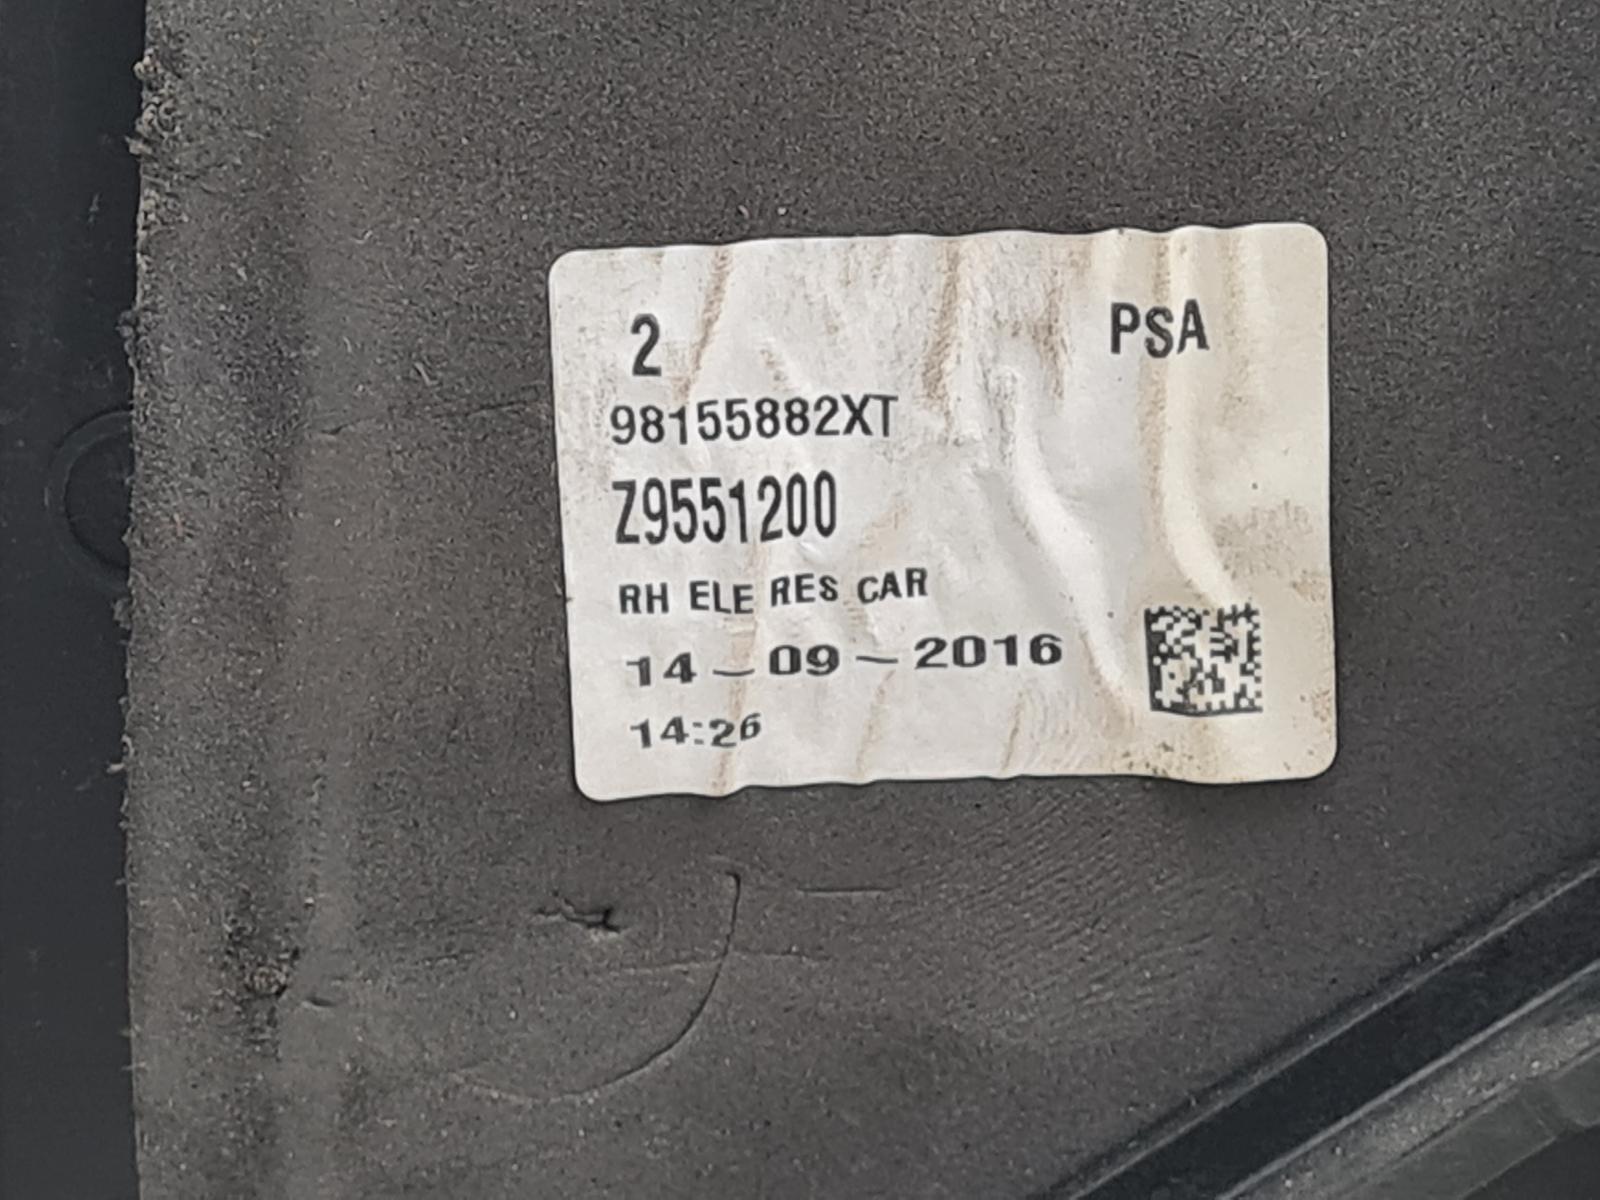 2 PSA
98155882XT
Z9551200
RH ELE RES CAR
14-09-2016
14:26